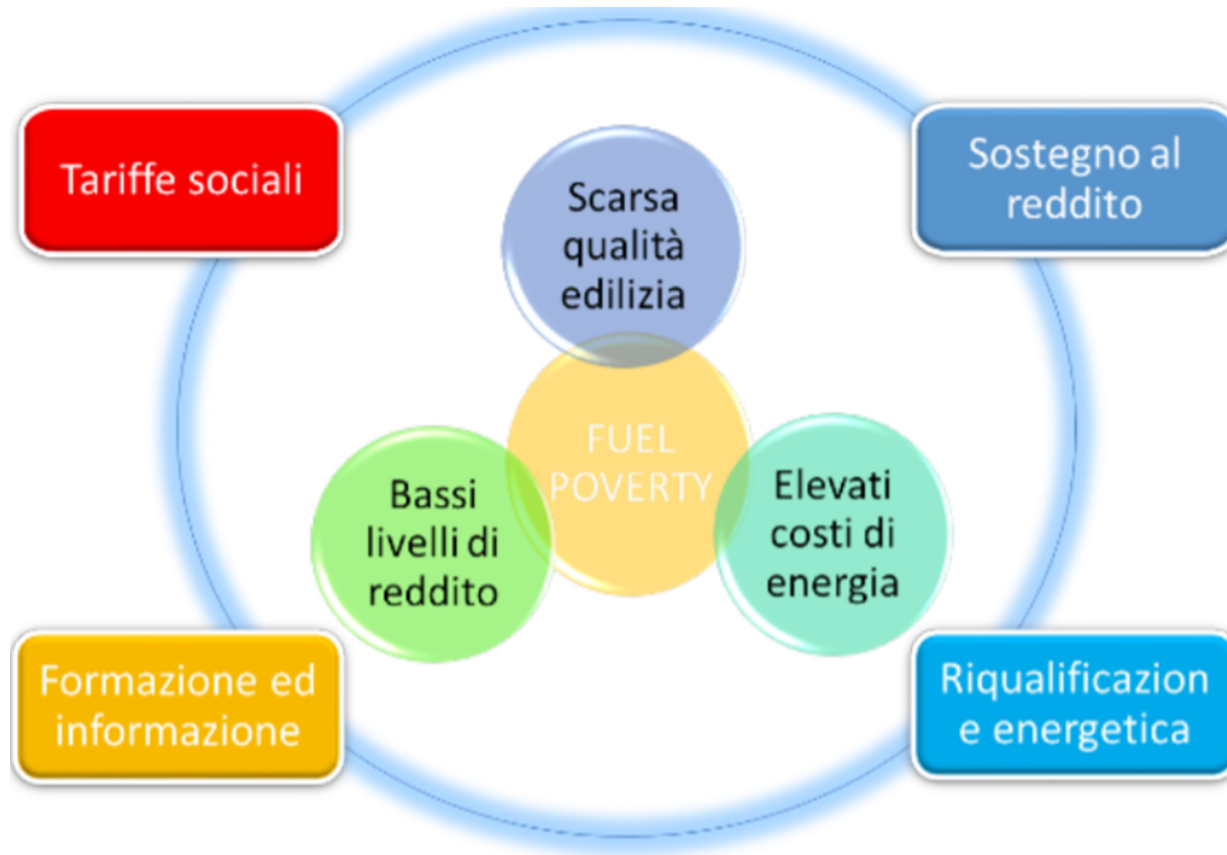 Tariffe sociali
Sostegno al
reddito
Scarsa
qualità
edilizia
FUEL
POVERTY
Bassi
livelli di
reddito
Elevati
costi di
energia
Formazione ed
informazione
Riqualificazion
e energetica